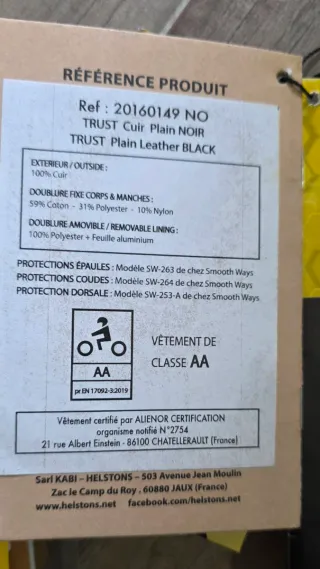 RÉFÉRENCE PRODUIT
Ref : 20160149 NO
TRUST Cuir Plain NOIR
TRUST Plain Leather BLACK
EXTERIEUR / OUTSIDE :
100% Cuir
DOUBLURE FIXE CORPS & MANCHES :
59% Coton - 31% Polyester - 10% Nylon
DOUBLURE AMOVIBLE / REMOVABLE LINING :
100% Polyester + Feuille aluminium
PROTECTIONS ÉPAULES : Modèle SW-263 de chez Smooth Ways
PROTECTIONS COUDES : Modèle SW-264 de chez Smooth Ways
PROTECTION DORSALE : Modèle SW-253-A de chez Smooth Ways
VÊTEMENT DE
CLASSE AA
AA
pr EN 17092-3:2019
Vêtement certifié par ALIENOR CERTIFICATION
organisme notifié N°2754
21 rue Albert Einstein - 86100 CHATELLERAULT (France)
Sarl KABI – HELSTONS – 503 Avenue Jean Moulin
Zac le Camp du Roy . 60880 JAUX (France)
www.helstons.net facebook.com/helstons.net